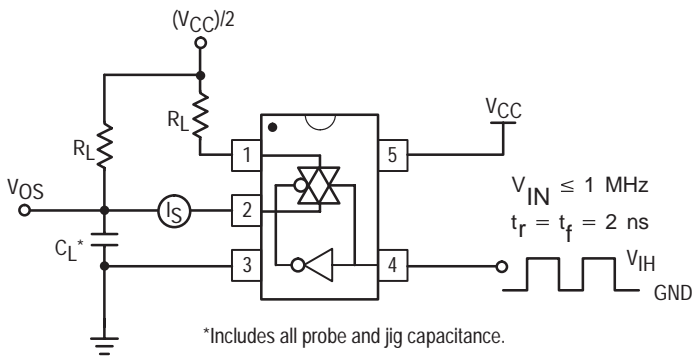 (VCC)/2
RL
RL
VCC
1
5
VOS
IS
2
CL*
3
4
VIN ≤ 1 MHz
tr = tf = 2 ns
VIH
GND
*Includes all probe and jig capacitance.